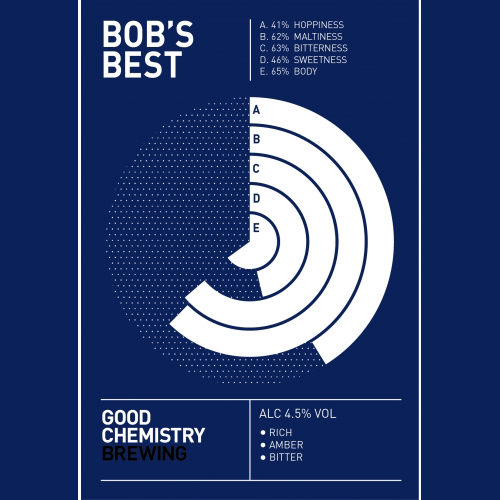 BOB'S
BEST
A. 41% HOPPINESS
B. 62% MALTINESS
C. 63% BITTERNESS
D. 46% SWEETNESS
E. 65% BODY
A
B
C
D
E
GOOD
CHEMISTRY
BREWING
ALC 4.5% VOL
• RICH
• AMBER
• BITTER